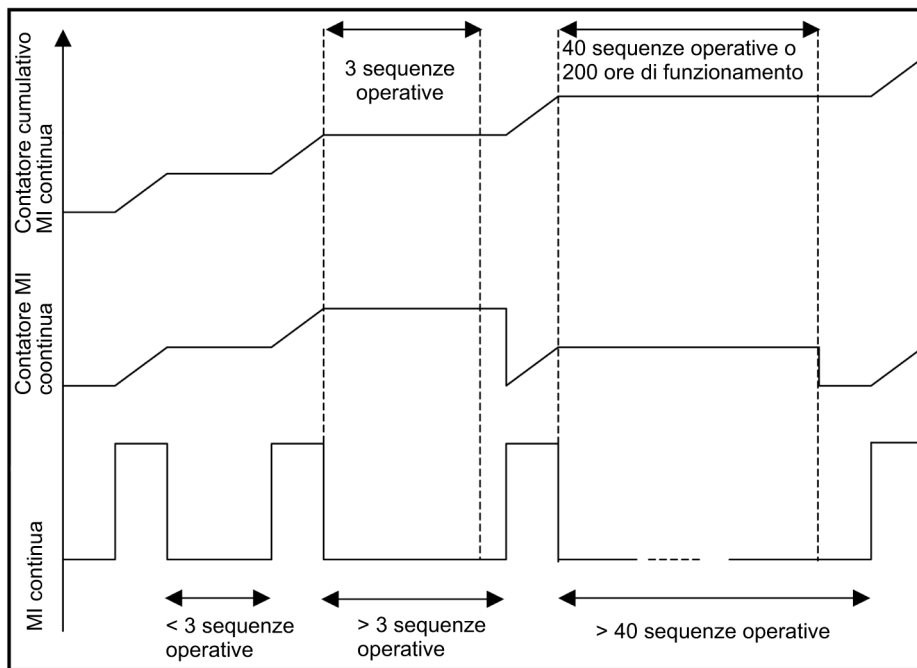 3 sequenze
operative
40 sequenze operative o
200 ore di funzionamento
Contatore cumulativo
MI continua
Contatore MI
coontinua
MI continua
< 3 sequenze
operative
> 3 sequenze
operative
> 40 sequenze operative